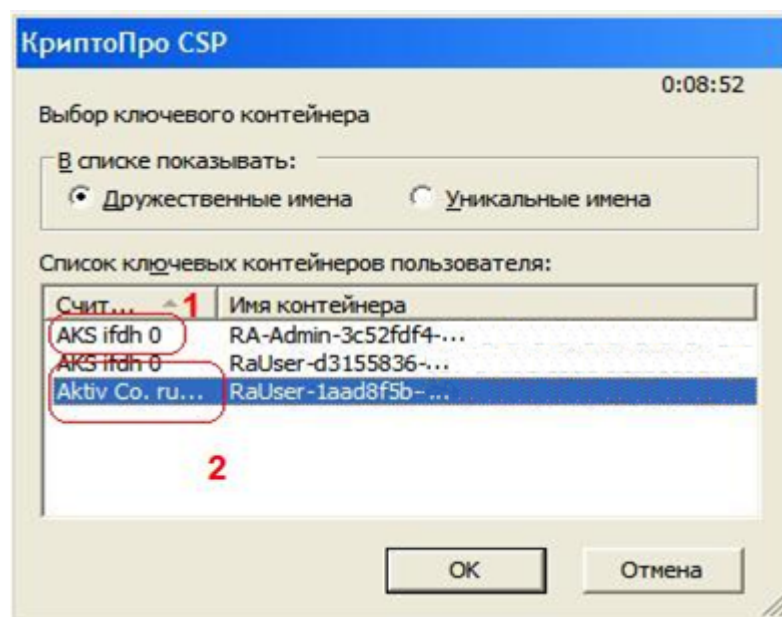 КриптоПро CSP
0:08:52
Выбор ключевого контейнера
В списке показывать:
Дружественные имена Уникальные имена
Список ключевых контейнеров пользователя:
Счит... 1 Имя контейнера
AKS ifdh 0 RA-Admin-3c52fdf4-...
AKS ifdh 0 RaUser-d3155836-...
Aktiv Co. ru... RaUser-1aad8f5b-...
2
OK Отмена